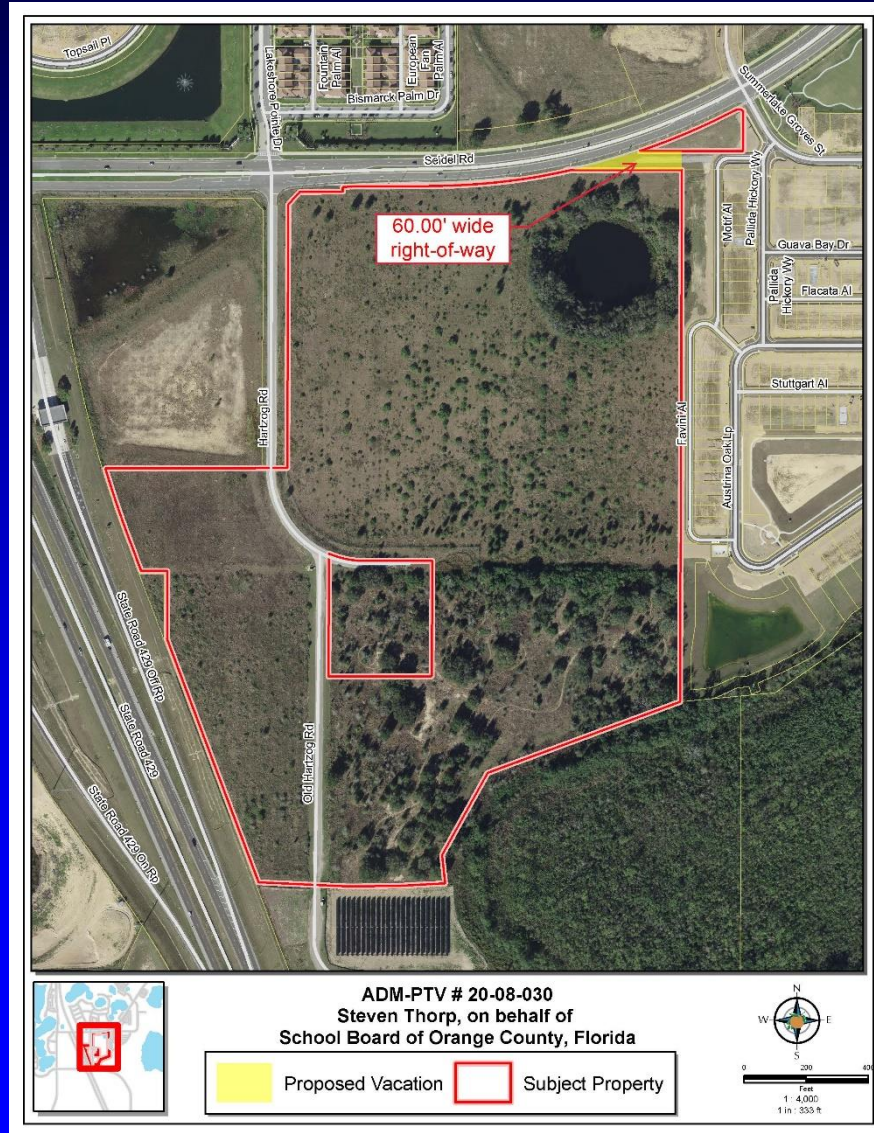 Topsail Pl
Lakeshore Pointe Dr
Fountain
Palm Al
European
Fan
Palm Al
Bismarck Palm Dr
Summerlake Groves St
Seidel Rd
60.00' wide
right-of-way
Motif Al
Pallida Hickory Wy
Guava Bay Dr
Pallida
Hickory Wy
Flacata Al
Stuttgart Al
Hartzog Rd
Favini Al
Austrina Oak Lp
State Road 429 Off Rp
State Road 429
State Road 429 On Rp
Old Hartzog Rd
ADM-PTV # 20-08-030
Steven Thorp, on behalf of
School Board of Orange County, Florida
Proposed Vacation
Subject Property
N
W
E
S
0 200 400
Feet
1 : 4,000
1 in : 333 ft